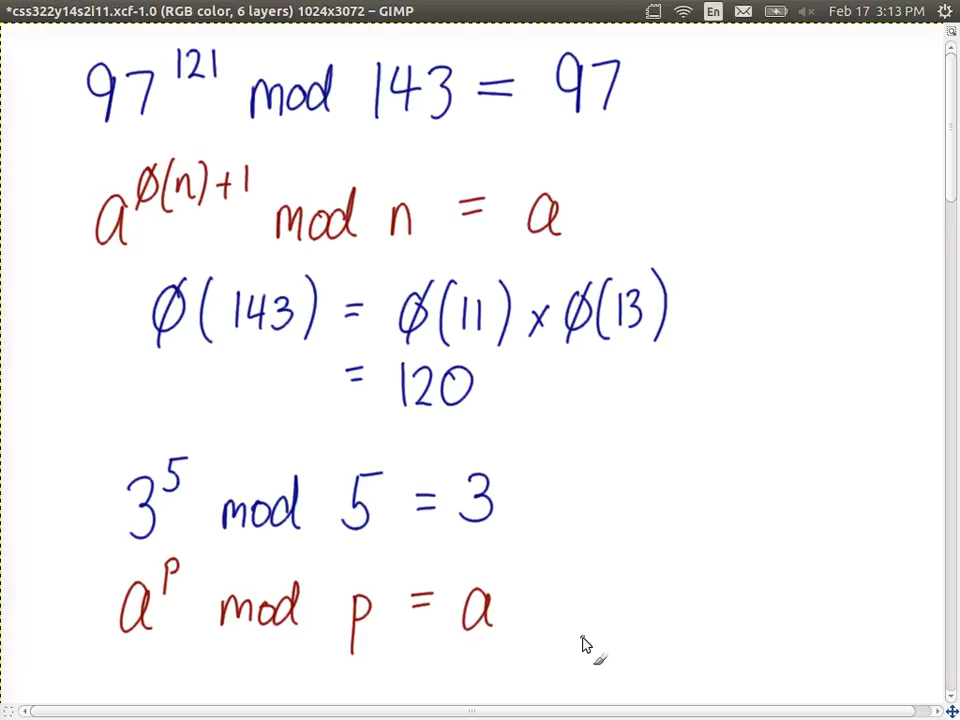 *css322y14s2i11.xcf-1.0 (RGB color, 6 layers) 1024x3072 – GIMP En Feb 17 3:13 PM
97^121 mod 143 = 97
a^ø(n)+1 mod n = a
ø(143) = ø(11) x ø(13)
= 120
3^5 mod 5 = 3
a^p mod p = a